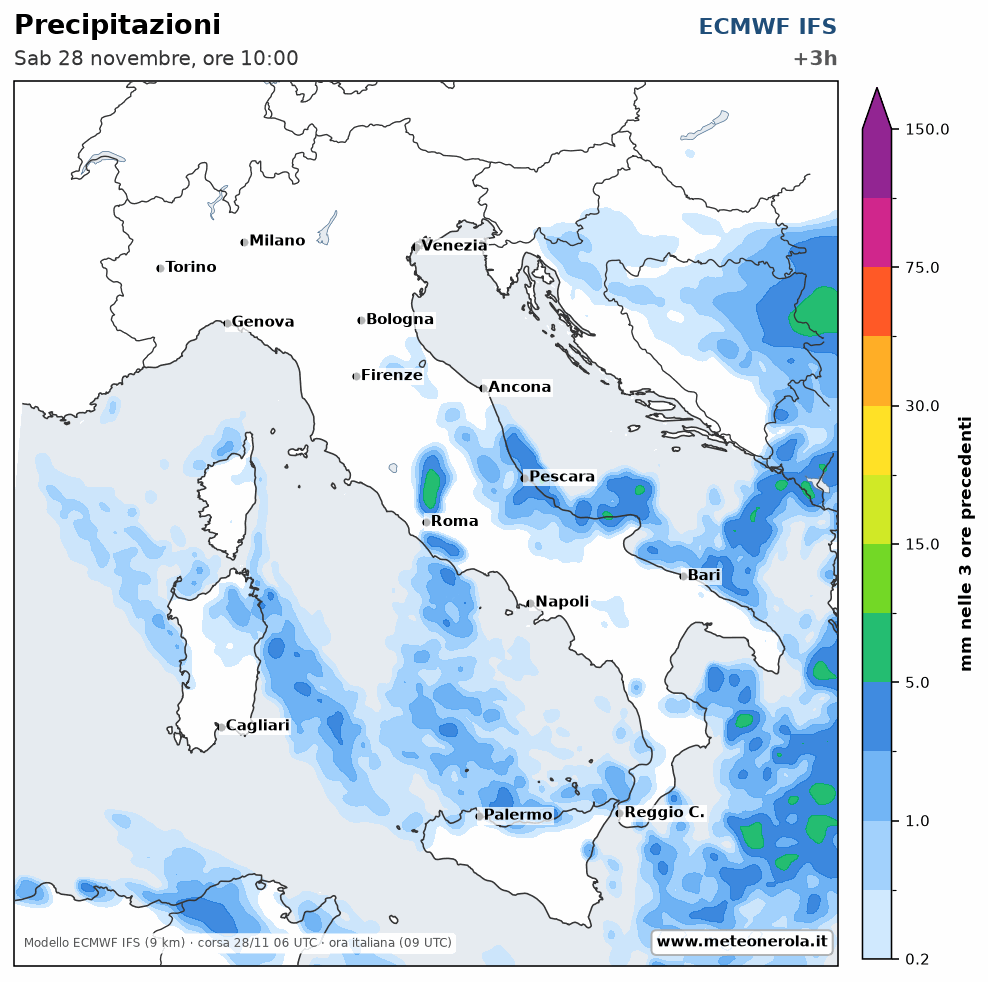 Precipitazioni
ECMWF IFS
Sab 28 novembre, ore 10:00
+3h
150.0
75.0
30.0
15.0
5.0
1.0
0.2
mm nelle 3 ore precedenti
Milano
Venezia
Torino
Genova
Bologna
Firenze
Ancona
Pescara
Roma
Bari
Napoli
Cagliari
Palermo
Reggio C.
Modello ECMWF IFS (9 km) · corsa 28/11 06 UTC · ora italiana (09 UTC)
www.meteonerola.it